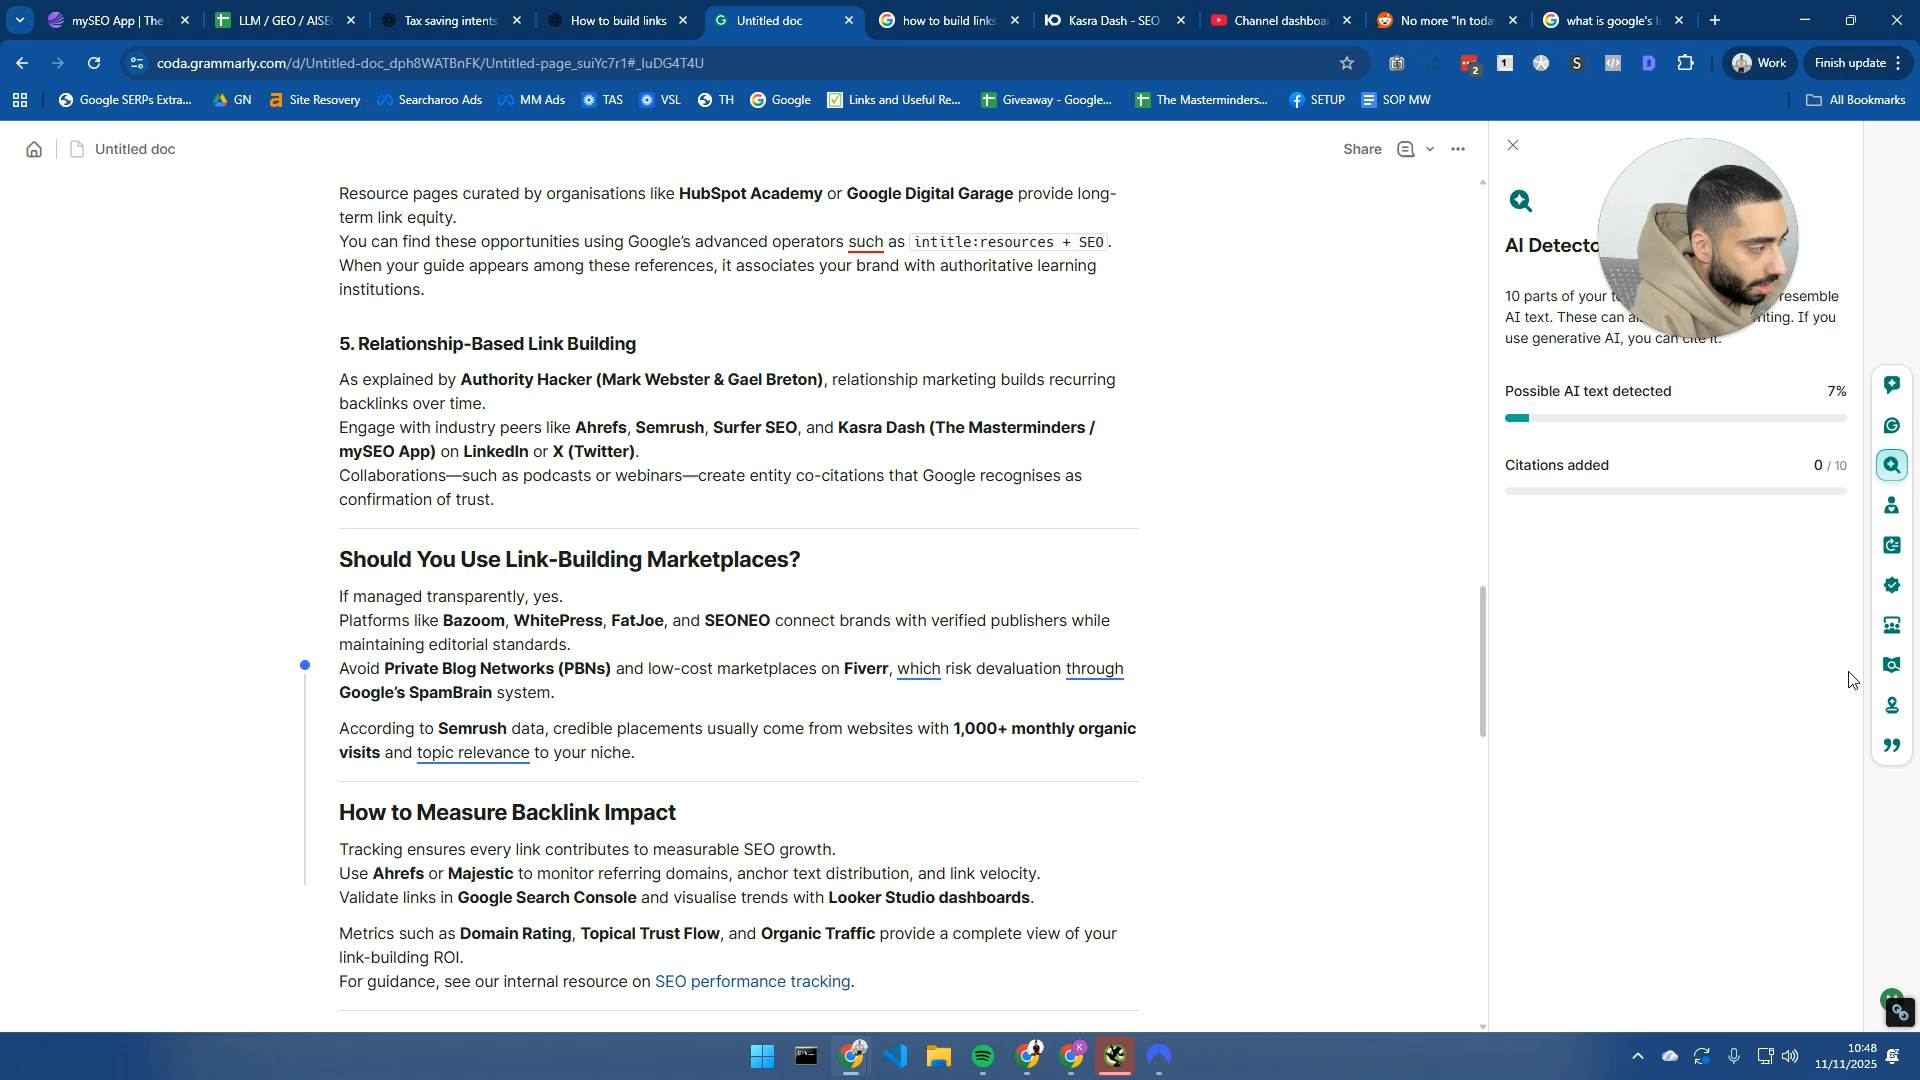 mySEO App | The
LLM / GEO / AISE
Tax saving intents
How to build links
Untitled doc
how to build links
Kasra Dash - SEO
Channel dashboa
No more "In toda
what is google's l
coda.grammarly.com/d/Untitled-doc_dph8WATBnFK/Untitled-page_suiYc7r1#_luDG4T4U
2
1
S
D
Work
Finish update
Google SERPs Extra...
GN
Site Recovery
Searcharoo Ads
MM Ads
TAS
VSL
TH
Google
Links and Useful Re...
Giveaway - Google...
The Masterminders...
SETUP
SOP MW
All Bookmarks
Untitled doc
Share
Resource pages curated by organisations like HubSpot Academy or Google Digital Garage provide long-
term link equity.
You can find these opportunities using Google's advanced operators such as intitle:resources + SEO.
When your guide appears among these references, it associates your brand with authoritative learning
institutions.
5. Relationship-Based Link Building
As explained by Authority Hacker (Mark Webster & Gael Breton), relationship marketing builds recurring
backlinks over time.
Engage with industry peers like Ahrefs, Semrush, Surfer SEO, and Kasra Dash (The Masterminders /
mySEO App) on LinkedIn or X (Twitter).
Collaborations—such as podcasts or webinars—create entity co-citations that Google recognises as
confirmation of trust.
Should You Use Link-Building Marketplaces?
If managed transparently, yes.
Platforms like Bazoom, WhitePress, FatJoe, and SEONEO connect brands with verified publishers while
maintaining editorial standards.
Avoid Private Blog Networks (PBNs) and low-cost marketplaces on Fiverr, which risk devaluation through
Google's SpamBrain system.
According to Semrush data, credible placements usually come from websites with 1,000+ monthly organic
visits and topic relevance to your niche.
How to Measure Backlink Impact
Tracking ensures every link contributes to measurable SEO growth.
Use Ahrefs or Majestic to monitor referring domains, anchor text distribution, and link velocity.
Validate links in Google Search Console and visualise trends with Looker Studio dashboards.
Metrics such as Domain Rating, Topical Trust Flow, and Organic Traffic provide a complete view of your
link-building ROI.
For guidance, see our internal resource on SEO performance tracking.
AI Detecto
10 parts of your resemble
AI text. These can iting. If you
use generative AI, you can cite it.
Possible AI text detected 7%
Citations added 0 / 10
10:48
11/11/2025